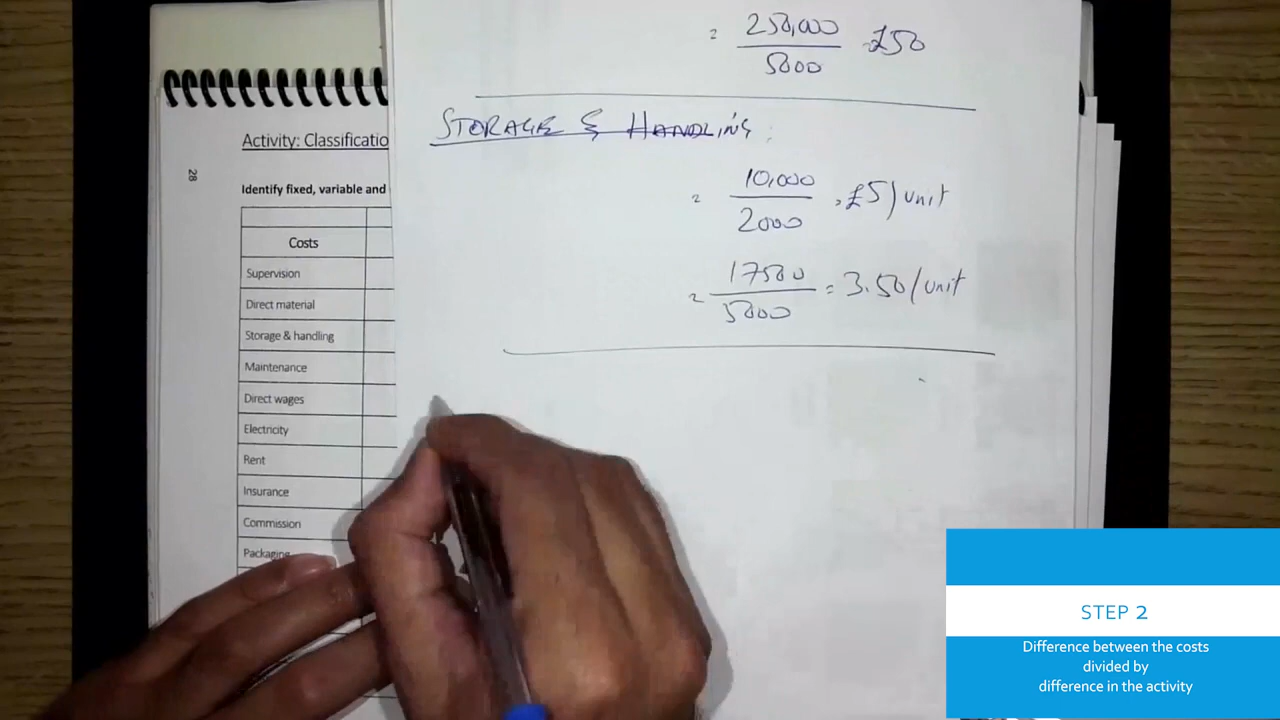 = 250,000 / 5000 = £50
STORAGE & HANDLING :
= 10,000 / 2000 = £5/unit
= 17500 / 5000 = 3.50/unit
28
Activity: Classificatio
Identify fixed, variable and
Costs
Supervision
Direct material
Storage & handling
Maintenance
Direct wages
Electricity
Rent
Insurance
Commission
Packaging
STEP 2
Difference between the costs
divided by
difference in the activity